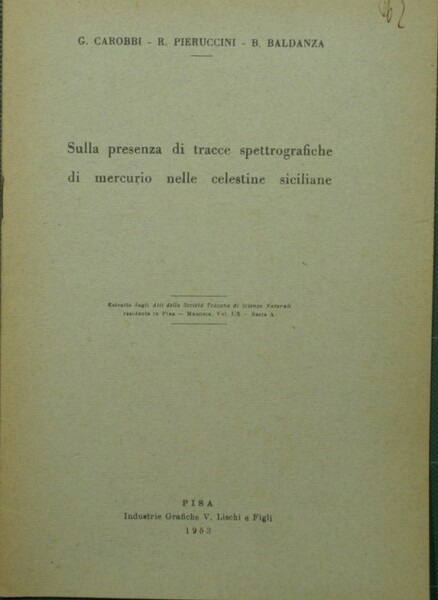 62
G. CAROBBI - R. PIERUCCINI - B. BALDANZA
Sulla presenza di tracce spettrografiche
di mercurio nelle celestine siciliane
Estratto dagli Atti della Società Toscana di Scienze Naturali
residente in Pisa — Memorie, Vol. LX - Serie A.
PISA
Industrie Grafiche V. Lischi e Figli
1953